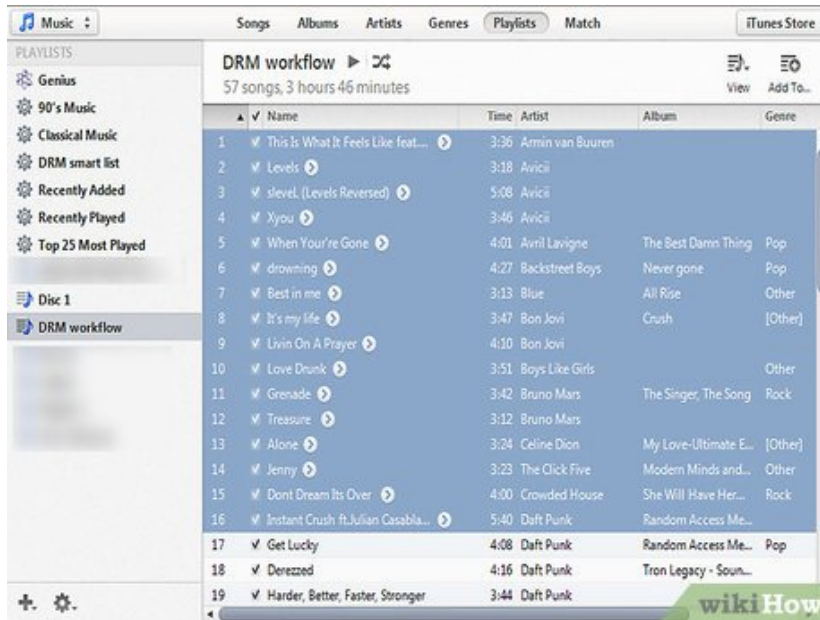 Music Songs Albums Artists Genres Playlists Match iTunes Store
PLAYLISTS
Genius
90's Music
Classical Music
DRM smart list
Recently Added
Recently Played
Top 25 Most Played
Disc 1
DRM workflow
DRM workflow
57 songs, 3 hours 46 minutes
View Add To...
Name Time Artist Album Genre
1 This Is What It Feels Like feat.... 3:36 Armin van Buuren
2 Levels 3:18 Avicii
3 sleveL (Levels Reversed) 5:08 Avicii
4 Xyou 3:46 Avicii
5 When Your're Gone 4:01 Avril Lavigne The Best Damn Thing Pop
6 drowning 4:27 Backstreet Boys Never gone Pop
7 Best in me 3:13 Blue All Rise Other
8 It's my life 3:47 Bon Jovi Crush [Other]
9 Livin On A Prayer 4:10 Bon Jovi
10 Love Drunk 3:51 Boys Like Girls Other
11 Grenade 3:42 Bruno Mars The Singer, The Song Rock
12 Treasure 3:12 Bruno Mars
13 Alone 3:24 Celine Dion My Love-Ultimate E... [Other]
14 Jenny 3:23 The Click Five Modern Minds and... Other
15 Dont Dream Its Over 4:00 Crowded House She Will Have Her... Rock
16 Instant Crush ft.Julian Casabla... 5:40 Daft Punk Random Access Me...
17 Get Lucky 4:08 Daft Punk Random Access Me... Pop
18 Derezzed 4:16 Daft Punk Tron Legacy - Soun...
19 Harder, Better, Faster, Stronger 3:44 Daft Punk
wikiHow